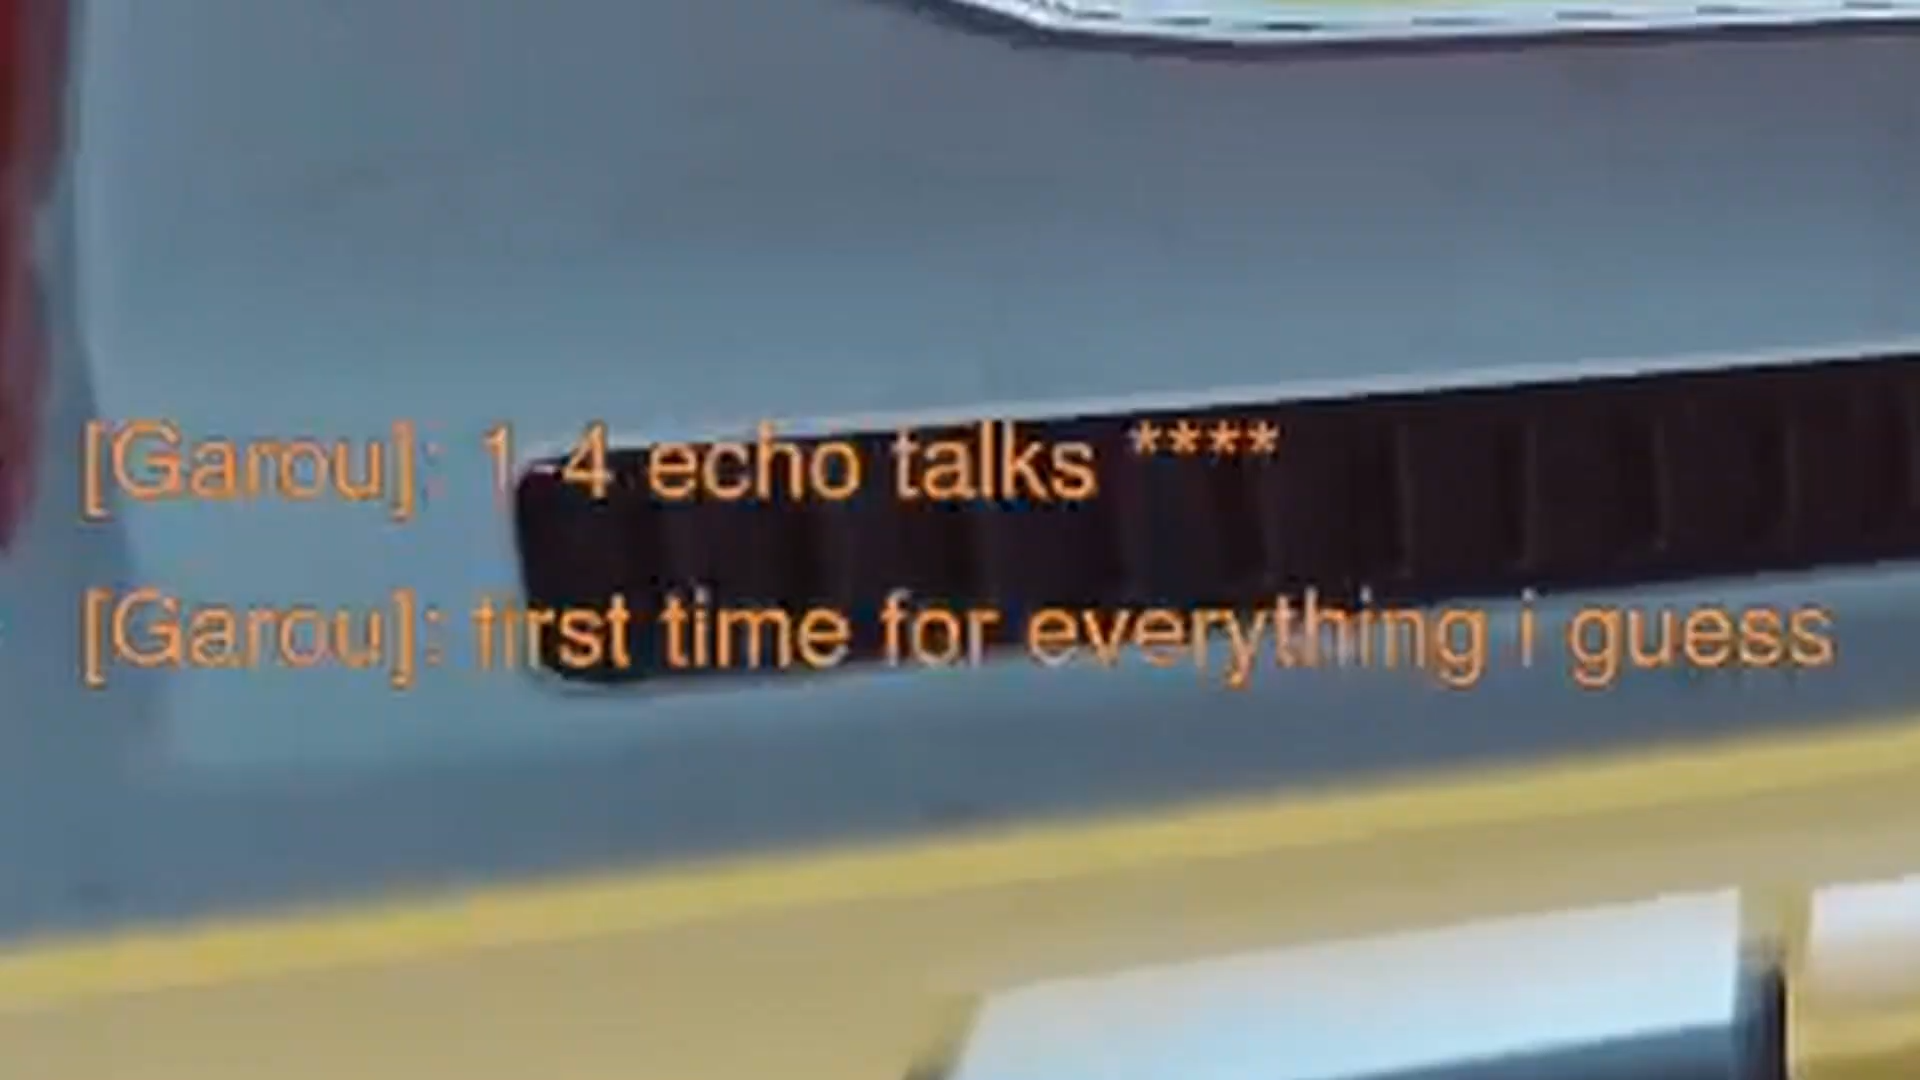 [Garou]: 1-4 echo talks ****
[Garou]: first time for everything i guess